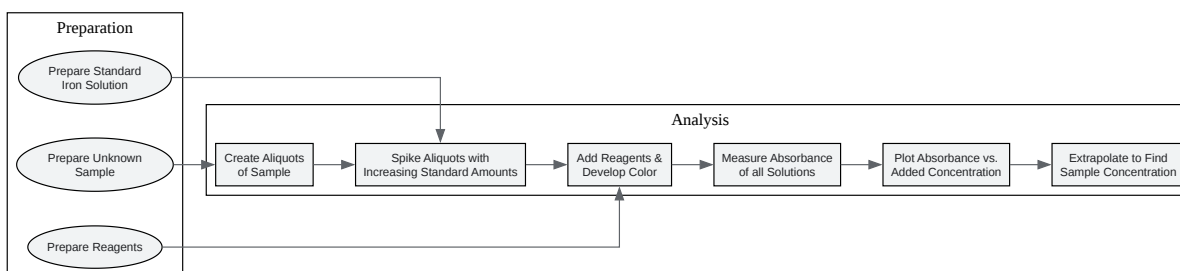 Preparation
Prepare Standard
Iron Solution
Prepare Unknown
Sample
Prepare Reagents
Analysis
Create Aliquots
of Sample
Spike Aliquots with
Increasing Standard Amounts
Add Reagents &
Develop Color
Measure Absorbance
of all Solutions
Plot Absorbance vs.
Added Concentration
Extrapolate to Find
Sample Concentration